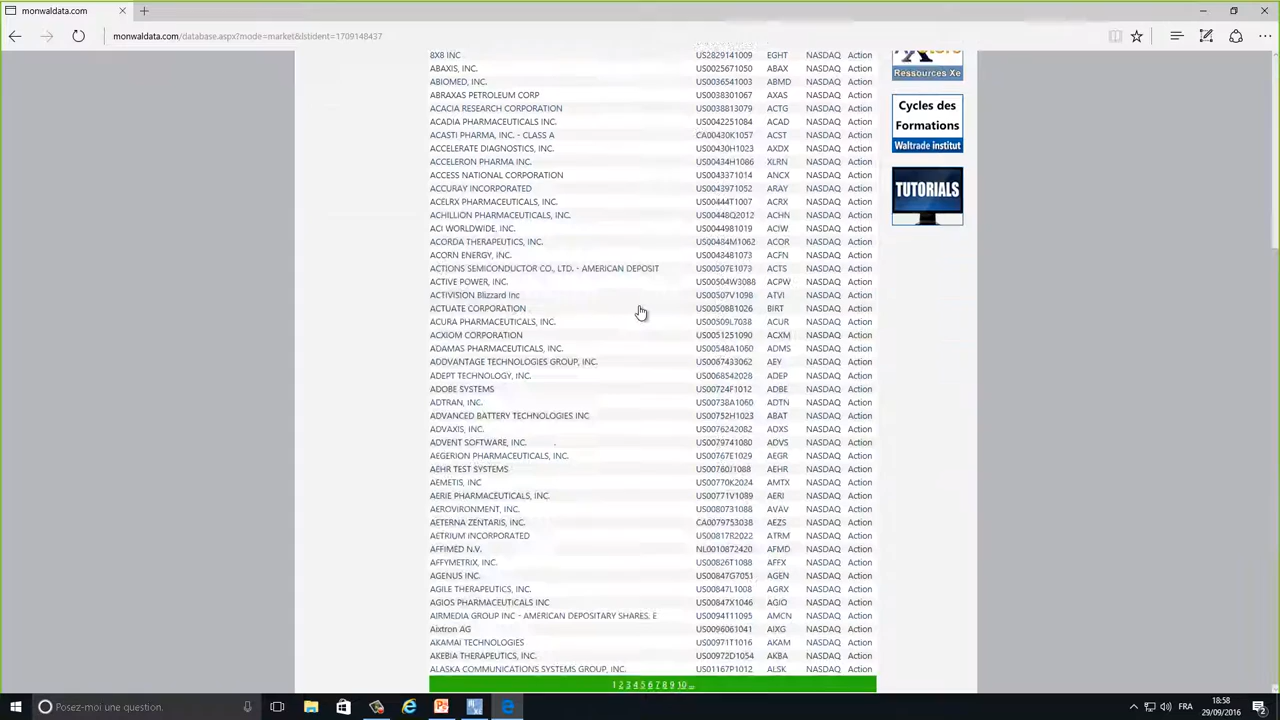 monwaldata.com
monwaldata.com/database.aspx?mode=market&lstident=1709148437
Ressources Xe
8X8 INC US2829141009 EGHT NASDAQ Action
ABAXIS, INC. US0025671050 ABAX NASDAQ Action
ABIOMED, INC. US0036541003 ABMD NASDAQ Action
ABRAXAS PETROLEUM CORP US0038301067 AXAS NASDAQ Action
ACACIA RESEARCH CORPORATION US0038813079 ACTG NASDAQ Action
ACADIA PHARMACEUTICALS INC. US0042251084 ACAD NASDAQ Action
ACASTI PHARMA, INC. - CLASS A CA00430K1057 ACST NASDAQ Action
ACCELERATE DIAGNOSTICS, INC. US00430H1023 AXDX NASDAQ Action
ACCELERON PHARMA INC. US00434H1086 XLRN NASDAQ Action
ACCESS NATIONAL CORPORATION US0043371014 ANCX NASDAQ Action
ACCURAY INCORPORATED US0043971052 ARAY NASDAQ Action
ACELRX PHARMACEUTICALS, INC. US00444T1007 ACRX NASDAQ Action
ACHILLION PHARMACEUTICALS, INC. US00448Q2012 ACHN NASDAQ Action
ACI WORLDWIDE, INC. US0044981019 ACIW NASDAQ Action
ACORDA THERAPEUTICS, INC. US00484M1062 ACOR NASDAQ Action
ACORN ENERGY, INC. US0048481073 ACFN NASDAQ Action
ACTIONS SEMICONDUCTOR CO., LTD. - AMERICAN DEPOSIT US00507E1073 ACTS NASDAQ Action
ACTIVE POWER, INC. US00504W3088 ACPW NASDAQ Action
ACTIVISION Blizzard Inc US00507V1098 ATVI NASDAQ Action
ACTUATE CORPORATION US00508B1026 BIRT NASDAQ Action
ACURA PHARMACEUTICALS, INC. US00509L7038 ACUR NASDAQ Action
ACXIOM CORPORATION US0051251090 ACXM NASDAQ Action
ADAMAS PHARMACEUTICALS, INC. US00548A1060 ADMS NASDAQ Action
ADDVANTAGE TECHNOLOGIES GROUP, INC. US0067433062 AEY NASDAQ Action
ADEPT TECHNOLOGY, INC. US0068542028 ADEP NASDAQ Action
ADOBE SYSTEMS US00724F1012 ADBE NASDAQ Action
ADTRAN, INC. US00738A1060 ADTN NASDAQ Action
ADVANCED BATTERY TECHNOLOGIES INC US00752H1023 ABAT NASDAQ Action
ADVAXIS, INC. US0076242082 ADXS NASDAQ Action
ADVENT SOFTWARE, INC. US0079741080 ADVS NASDAQ Action
AEGERION PHARMACEUTICALS, INC. US00767E1029 AEGR NASDAQ Action
AEHR TEST SYSTEMS US00760J1088 AEHR NASDAQ Action
AEMETIS, INC US00770K2024 AMTX NASDAQ Action
AERIE PHARMACEUTICALS, INC. US00771V1089 AERI NASDAQ Action
AEROVIRONMENT, INC. US0080731088 AVAV NASDAQ Action
AETERNA ZENTARIS, INC. CA0079753038 AEZS NASDAQ Action
AETRIUM INCORPORATED US00817R2022 ATRM NASDAQ Action
AFFIMED N.V. NL0010872420 AFMD NASDAQ Action
AFFYMETRIX, INC. US00826T1088 AFFX NASDAQ Action
AGENUS INC. US00847G7051 AGEN NASDAQ Action
AGILE THERAPEUTICS, INC. US00847L1008 AGRX NASDAQ Action
AGIOS PHARMACEUTICALS INC US00847X1046 AGIO NASDAQ Action
AIRMEDIA GROUP INC - AMERICAN DEPOSITARY SHARES, E US0094111095 AMCN NASDAQ Action
Aixtron AG US0096061041 AIXG NASDAQ Action
AKAMAI TECHNOLOGIES US00971T1016 AKAM NASDAQ Action
AKEBIA THERAPEUTICS, INC. US00972D1054 AKBA NASDAQ Action
ALASKA COMMUNICATIONS SYSTEMS GROUP, INC. US01167P1012 ALSK NASDAQ Action
1 2 3 4 5 6 7 8 9 10 ...
Cycles des
Formations
Waltrade institut
TUTORIALS
Posez-moi une question.
FRA
18:58
29/09/2016
2